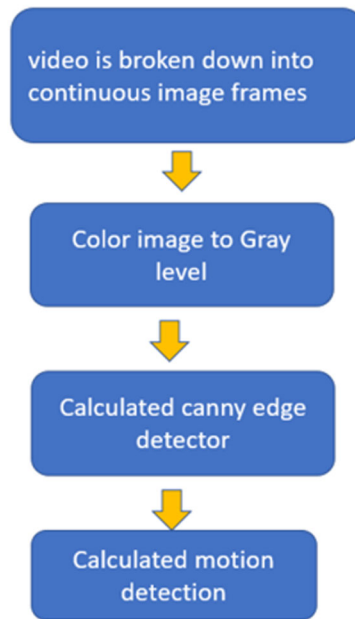 video is broken down into
continuous image frames
Color image to Gray
level
Calculated canny edge
detector
Calculated motion
detection